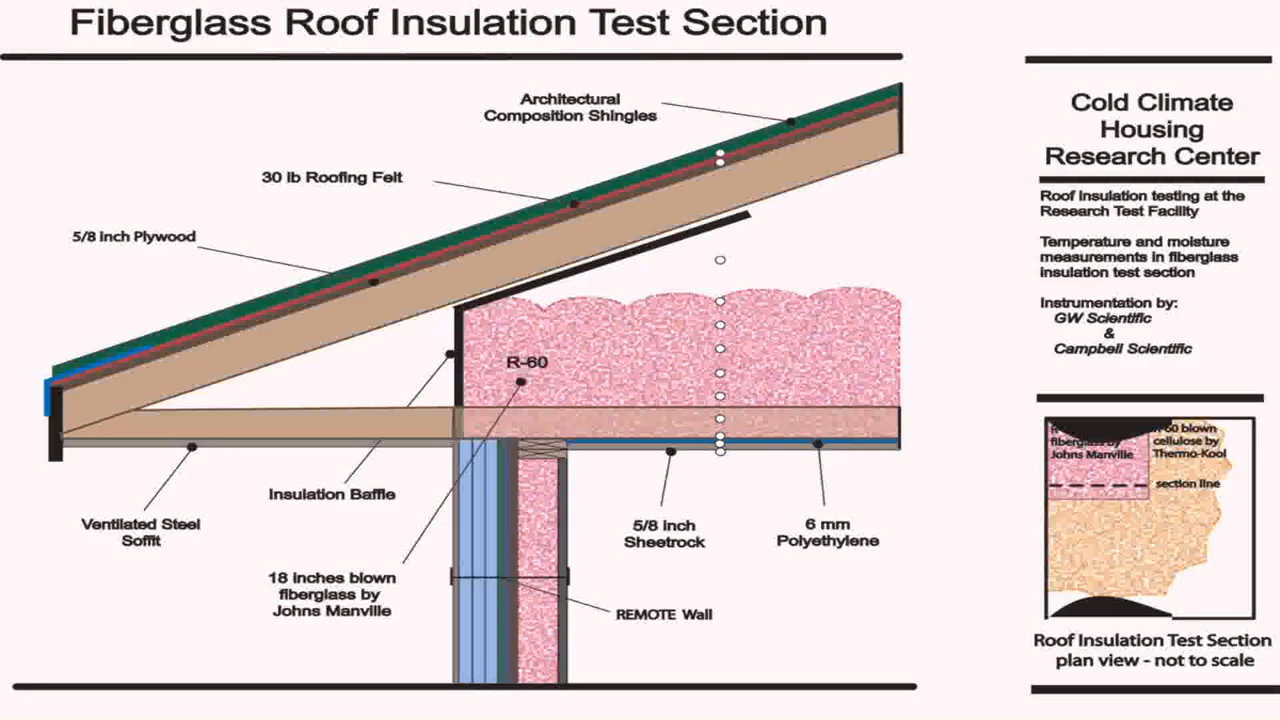 Fiberglass Roof Insulation Test Section
Architectural
Composition Shingles
30 lb Roofing Felt
5/8 inch Plywood
R-60
Insulation Baffle
Ventilated Steel
Soffit
18 inches blown
fiberglass by
Johns Manville
5/8 inch
Sheetrock
6 mm
Polyethylene
REMOTE Wall
Cold Climate
Housing
Research Center
Roof insulation testing at the
Research Test Facility
Temperature and moisture
measurements in fiberglass
insulation test section
Instrumentation by:
GW Scientific
&
Campbell Scientific
fiberglass by
Johns Manville
blown
cellulose by
Thermo-Kool
section line
Roof Insulation Test Section
plan view - not to scale